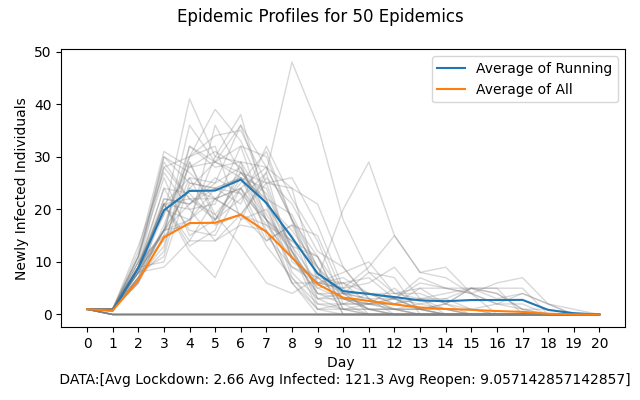 Epidemic Profiles for 50 Epidemics
50
40
30
20
10
0
Newly Infected Individuals
Average of Running
Average of All
0 1 2 3 4 5 6 7 8 9 10 11 12 13 14 15 16 17 18 19 20
Day
DATA:[Avg Lockdown: 2.66 Avg Infected: 121.3 Avg Reopen: 9.057142857142857]